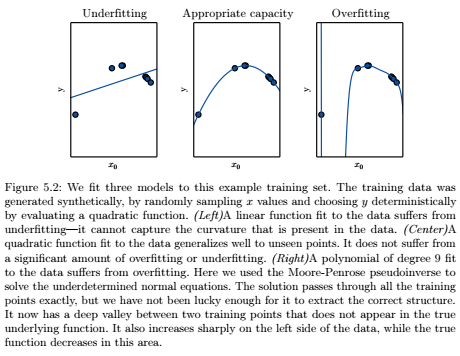 Underfitting
Appropriate capacity
Overfitting
y
y
y
x0
x0
x0
Figure 5.2: We fit three models to this example training set. The training data was
generated synthetically, by randomly sampling x values and choosing y deterministically
by evaluating a quadratic function. (Left)A linear function fit to the data suffers from
underfitting—it cannot capture the curvature that is present in the data. (Center)A
quadratic function fit to the data generalizes well to unseen points. It does not suffer from
a significant amount of overfitting or underfitting. (Right)A polynomial of degree 9 fit
to the data suffers from overfitting. Here we used the Moore-Penrose pseudoinverse to
solve the underdetermined normal equations. The solution passes through all the training
points exactly, but we have not been lucky enough for it to extract the correct structure.
It now has a deep valley between two training points that does not appear in the true
underlying function. It also increases sharply on the left side of the data, while the true
function decreases in this area.